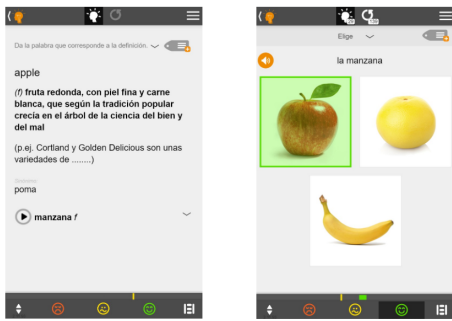 Da la palabra que corresponde a la definición.
apple
(f) fruta redonda, con piel fina y carne
blanca, que según la tradición popular
crecía en el árbol de la ciencia del bien y
del mal
(p.ej. Cortland y Golden Delicious son unas
variedades de ........)
poma
manzana f
Elige
la manzana